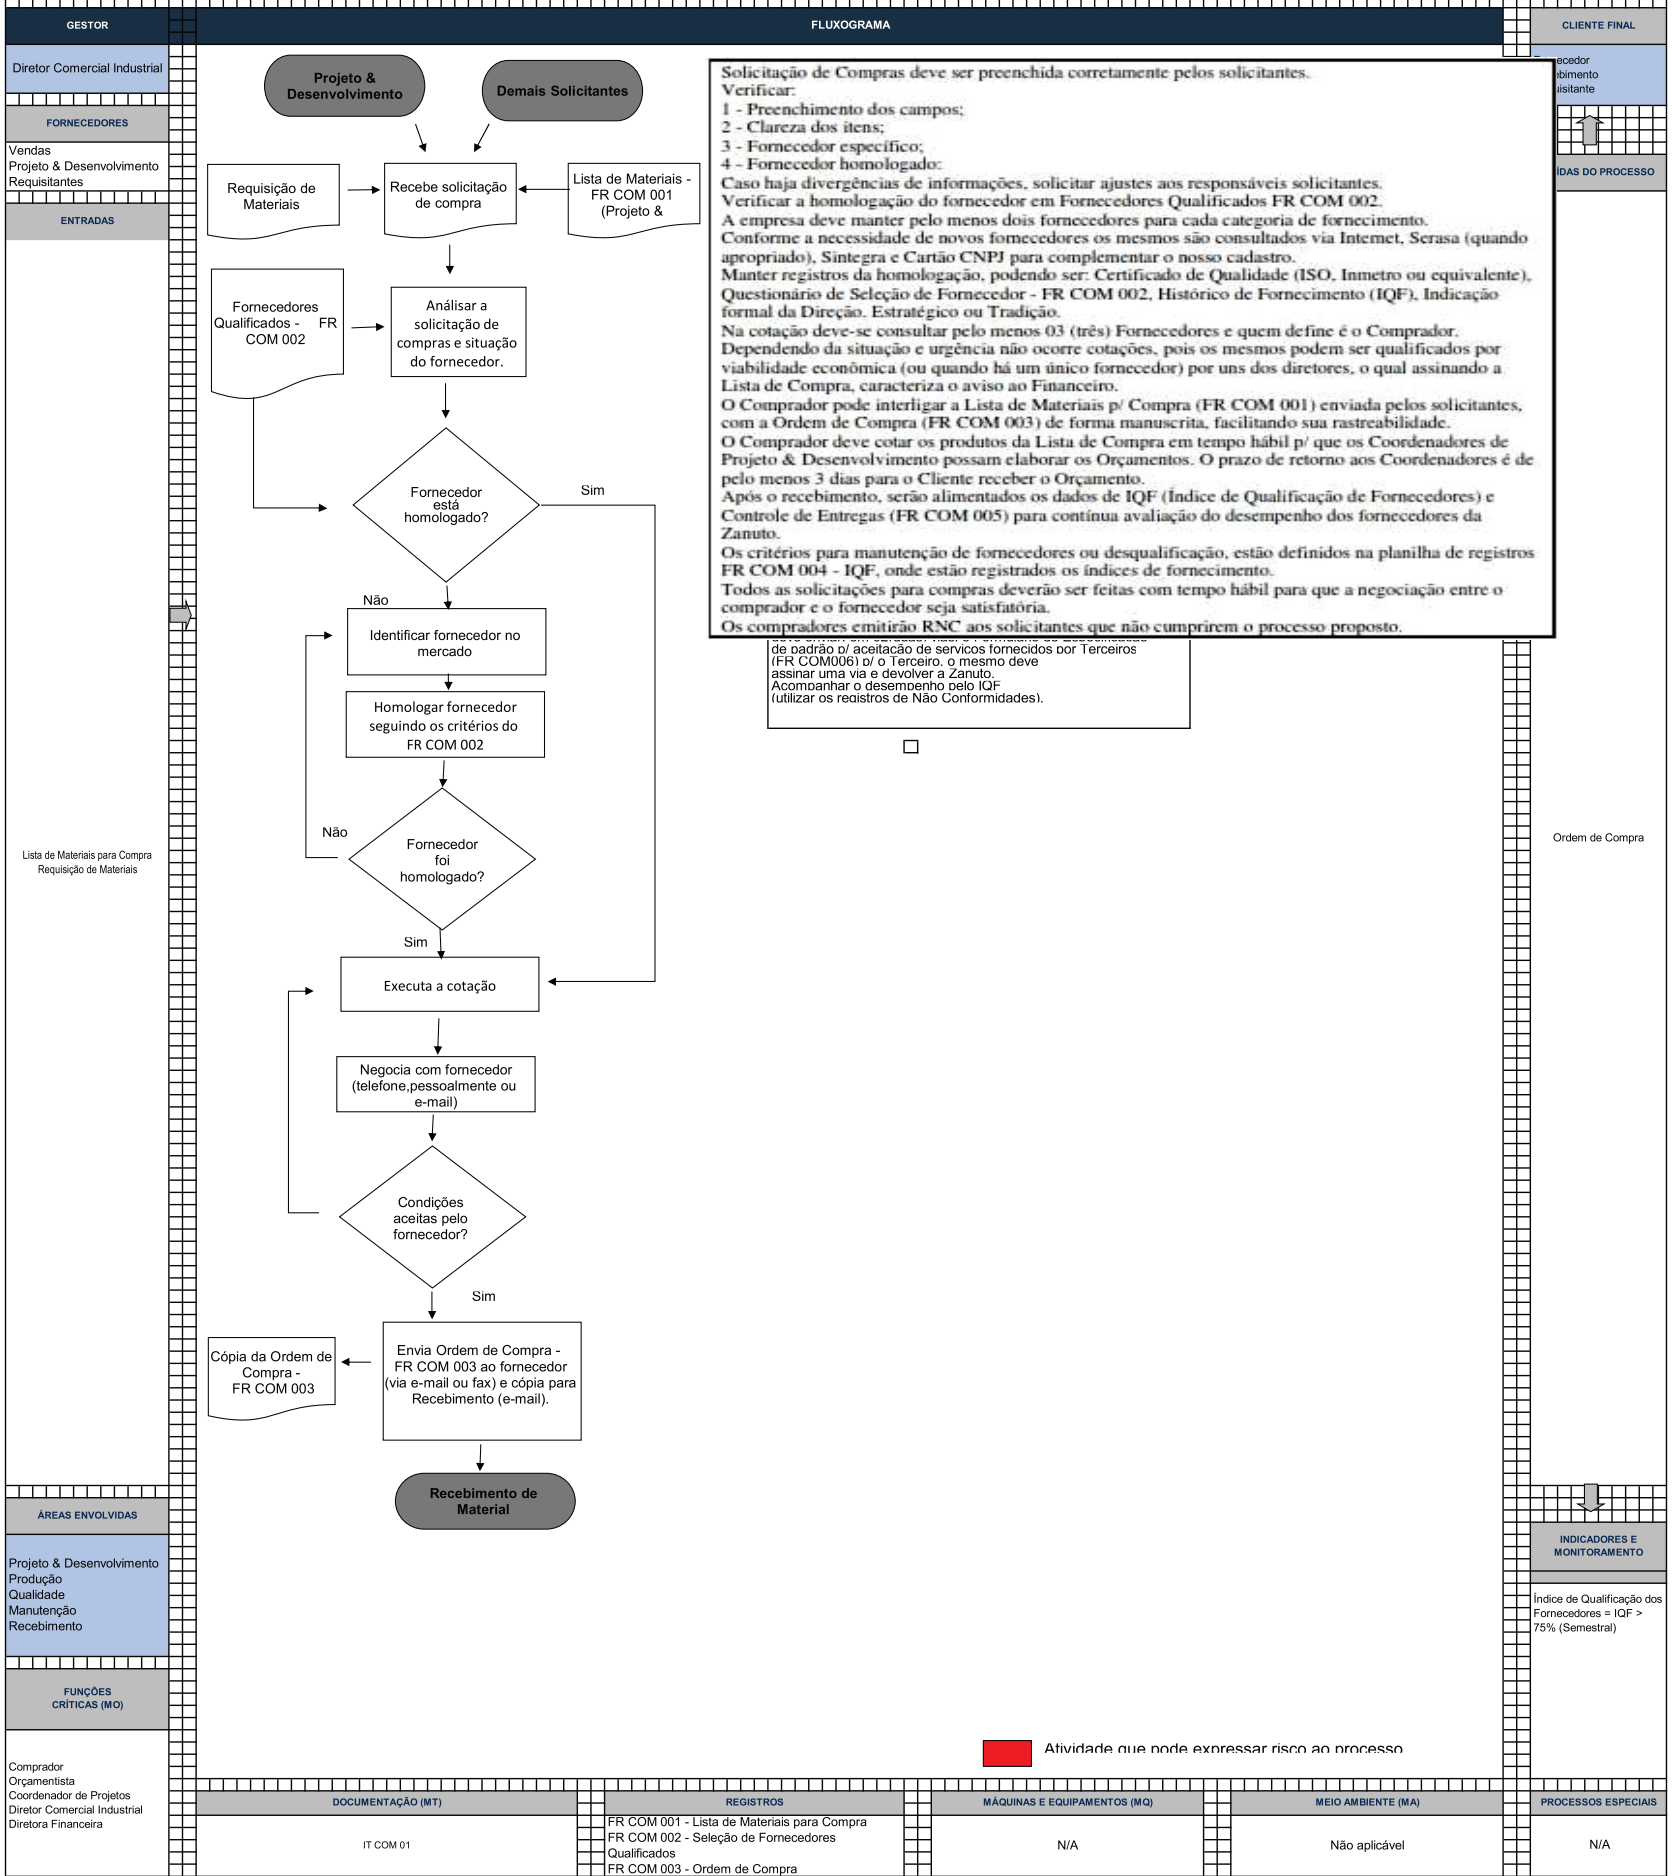 GESTOR
FLUXOGRAMA
CLIENTE FINAL
Diretor Comercial Industrial
FORNECEDORES
Vendas
Projeto & Desenvolvimento
Requisitantes
ENTRADAS
Lista de Materiais para Compra
Requisição de Materiais
ÁREAS ENVOLVIDAS
Projeto & Desenvolvimento
Produção
Qualidade
Manutenção
Recebimento
FUNÇÕES
CRÍTICAS (MO)
Comprador
Orçamentista
Coordenador de Projetos
Diretor Comercial Industrial
Diretora Financeira
Projeto &
Desenvolvimento
Demais Solicitantes
Requisição de
Materiais
Recebe solicitação
de compra
Lista de Materiais -
FR COM 001
(Projeto &
Fornecedores
Qualificados - FR
COM 002
Análisar a
solicitação de
compras e situação
do fornecedor.
Fornecedor
está
homologado?
Sim
Não
Identificar fornecedor no
mercado
Homologar fornecedor
seguindo os critérios do
FR COM 002
Não
Fornecedor
foi
homologado?
Sim
Executa a cotação
Negocia com fornecedor
(telefone,pessoalmente ou
e-mail)
Condições
aceitas pelo
fornecedor?
Sim
Cópia da Ordem de
Compra -
FR COM 003
Envia Ordem de Compra -
FR COM 003 ao fornecedor
(via e-mail ou fax) e cópia para
Recebimento (e-mail).
Recebimento de
Material
Solicitação de Compras deve ser preenchida corretamente pelos solicitantes.
Verificar:
1 - Preenchimento dos campos;
2 - Clareza dos itens;
3 - Fornecedor específico;
4 - Fornecedor homologado:
Caso haja divergências de informações, solicitar ajustes aos responsáveis solicitantes.
Verificar a homologação do fornecedor em Fornecedores Qualificados FR COM 002.
A empresa deve manter pelo menos dois fornecedores para cada categoria de fornecimento.
Conforme a necessidade de novos fornecedores os mesmos são consultados via Internet, Serasa (quando
apropriado), Sintegra e Cartão CNPJ para complementar o nosso cadastro.
Manter registros da homologação, podendo ser: Certificado de Qualidade (ISO, Inmetro ou equivalente),
Questionário de Seleção de Fornecedor - FR COM 002, Histórico de Fornecimento (IQF), Indicação
formal da Direção. Estratégico ou Tradição.
Na cotação deve-se consultar pelo menos 03 (três) Fornecedores e quem define é o Comprador.
Dependendo da situação e urgência não ocorre cotações, pois os mesmos podem ser qualificados por
viabilidade econômica (ou quando há um único fornecedor) por uns dos diretores, o qual assinando a
Lista de Compra, caracteriza o aviso ao Financeiro.
O Comprador pode interligar a Lista de Materiais p/ Compra (FR COM 001) enviada pelos solicitantes,
com a Ordem de Compra (FR COM 003) de forma manuscrita, facilitando sua rastreabilidade.
O Comprador deve cotar os produtos da Lista de Compra em tempo hábil p/ que os Coordenadores de
Projeto & Desenvolvimento possam elaborar os Orçamentos. O prazo de retorno aos Coordenadores é de
pelo menos 3 dias para o Cliente receber o Orçamento.
Após o recebimento, serão alimentados os dados de IQF (Índice de Qualificação de Fornecedores) e
Controle de Entregas (FR COM 005) para contínua avaliação do desempenho dos fornecedores da
Zanuto.
Os critérios para manutenção de fornecedores ou desqualificação, estão definidos na planilha de registros
FR COM 004 - IQF, onde estão registrados os índices de fornecimento.
Todos as solicitações para compras deverão ser feitas com tempo hábil para que a negociação entre o
comprador e o fornecedor seja satisfatória.
Os compradores emitirão RNC aos solicitantes que não cumprirem o processo proposto.
de padrão p/ aceitação de serviços fornecidos por Terceiros
(FR COM006) p/ o Terceiro, o mesmo deve
assinar uma via e devolver a Zanuto.
Acompanhar o desempenho pelo IQF
(utilizar os registros de Não Conformidades).
Atividade que pode expressar risco ao processo
ecedor
ebimento
uisitante
ÍDAS DO PROCESSO
Ordem de Compra
INDICADORES E
MONITORAMENTO
Índice de Qualificação dos
Fornecedores = IQF >
75% (Semestral)
DOCUMENTAÇÃO (MT)
IT COM 01
REGISTROS
FR COM 001 - Lista de Materiais para Compra
FR COM 002 - Seleção de Fornecedores
Qualificados
FR COM 003 - Ordem de Compra
MÁQUINAS E EQUIPAMENTOS (MQ)
N/A
MEIO AMBIENTE (MA)
Não aplicável
PROCESSOS ESPECIAIS
N/A